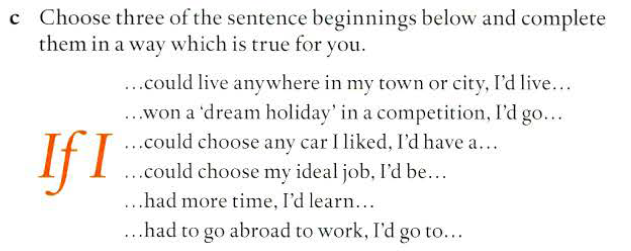 c Choose three of the sentence beginnings below and complete
them in a way which is true for you.
…could live anywhere in my town or city, I’d live…
…won a ‘dream holiday’ in a competition, I’d go…
If I
…could choose any car I liked, I’d have a…
…could choose my ideal job, I’d be…
…had more time, I’d learn…
…had to go abroad to work, I’d go to…